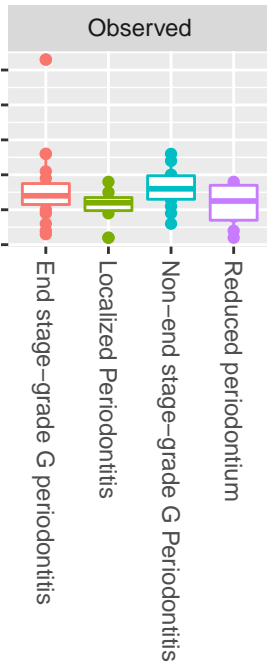 Observed
End stage−grade G periodontitis
Localized Periodontitis
Non−end stage−grade G Periodontitis
Reduced periodontium